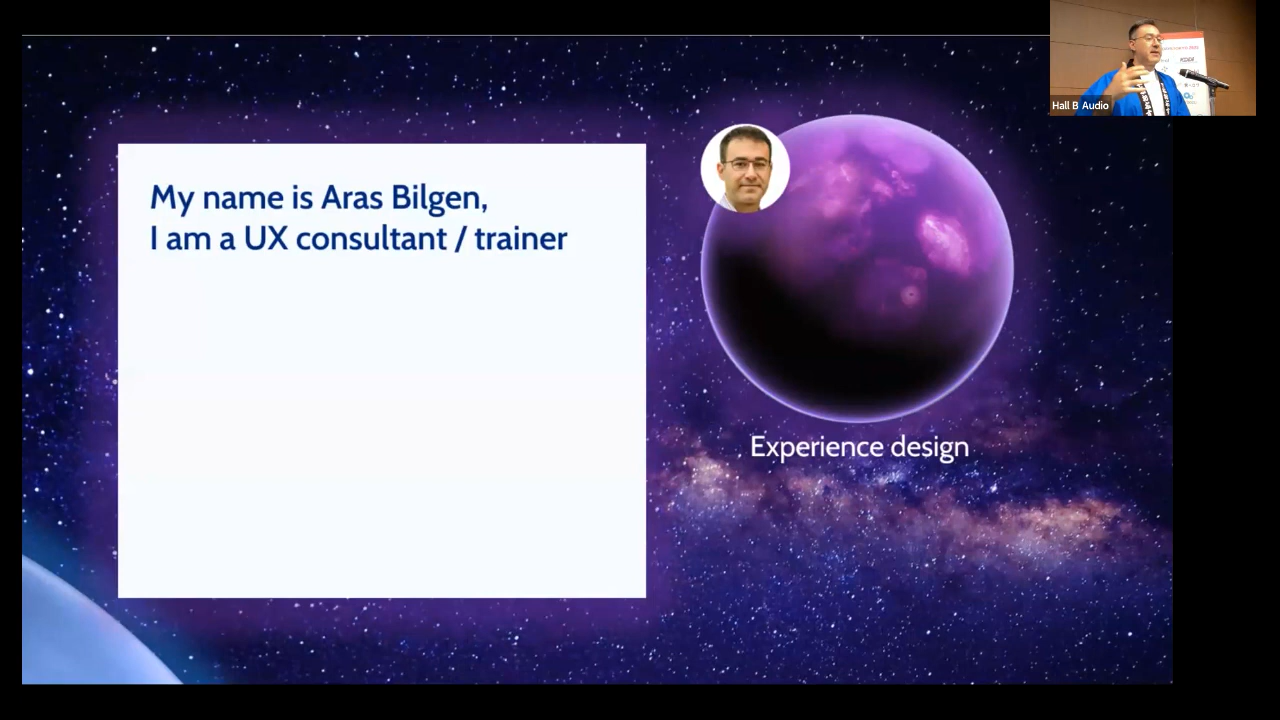 My name is Aras Bilgen,
I am a UX consultant / trainer
Experience design
Hall B Audio